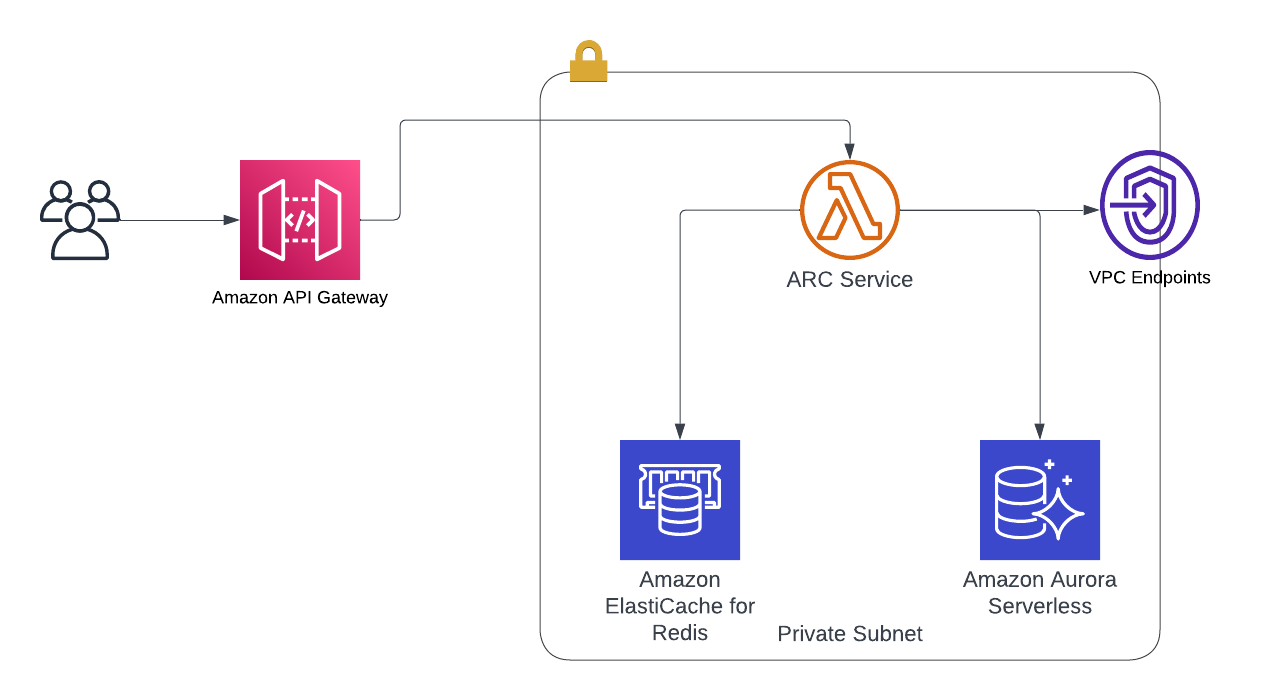 Amazon API Gateway
ARC Service
VPC Endpoints
Amazon
ElastiCache for
Redis
Amazon Aurora
Serverless
Private Subnet